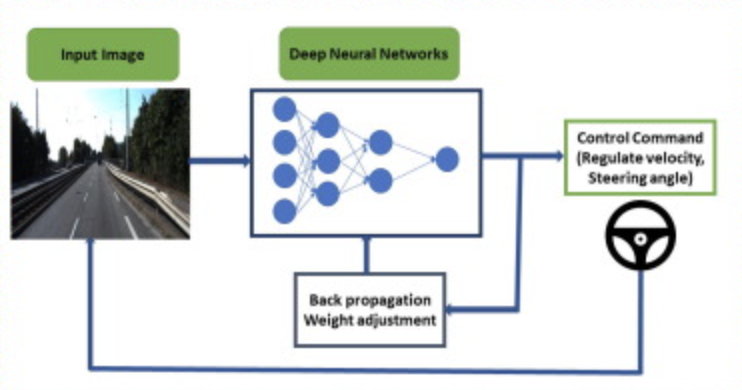 Input Image
Deep Neural Networks
Control Command
(Regulate velocity,
Steering angle)
Back propagation
Weight adjustment